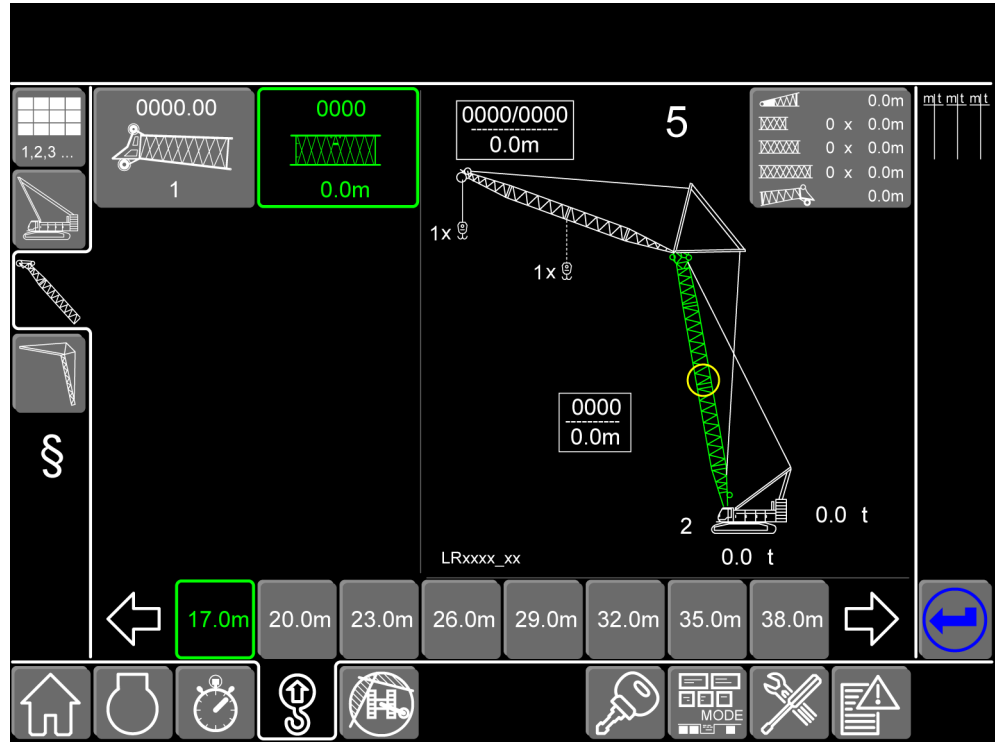 1,2,3 ...
0000.00
1
0000
0.0m
0000/0000
0.0m
5
0.0m
0 x 0.0m
0 x 0.0m
0 x 0.0m
0.0m
m t m t m t
1x
1x
0000
0.0m
§
2
0.0 t
0.0 t
LRxxxx_xx
17.0m 20.0m 23.0m 26.0m 29.0m 32.0m 35.0m 38.0m
MODE